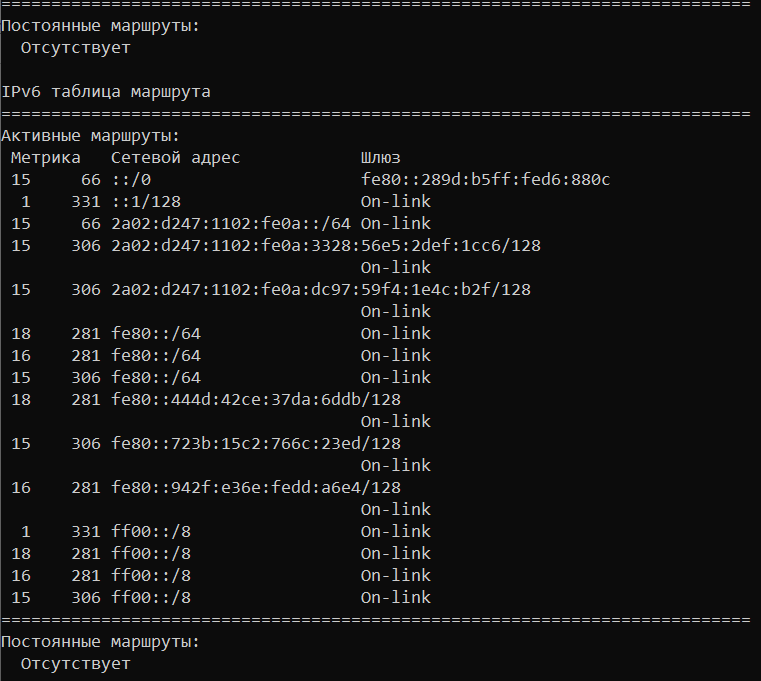 ===========================================================================
Постоянные маршруты:
  Отсутствует

IPv6 таблица маршрута
===========================================================================
Активные маршруты:
 Метрика   Сетевой адрес            Шлюз
 15     66 ::/0                     fe80::289d:b5ff:fed6:880c
  1    331 ::1/128                  On-link
 15     66 2a02:d247:1102:fe0a::/64 On-link
 15    306 2a02:d247:1102:fe0a:3328:56e5:2def:1cc6/128
                                    On-link
 15    306 2a02:d247:1102:fe0a:dc97:59f4:1e4c:b2f/128
                                    On-link
 18    281 fe80::/64                On-link
 16    281 fe80::/64                On-link
 15    306 fe80::/64                On-link
 18    281 fe80::444d:42ce:37da:6ddb/128
                                    On-link
 15    306 fe80::723b:15c2:766c:23ed/128
                                    On-link
 16    281 fe80::942f:e36e:fedd:a6e4/128
                                    On-link
  1    331 ff00::/8                 On-link
 18    281 ff00::/8                 On-link
 16    281 ff00::/8                 On-link
 15    306 ff00::/8                 On-link
===========================================================================
Постоянные маршруты:
  Отсутствует